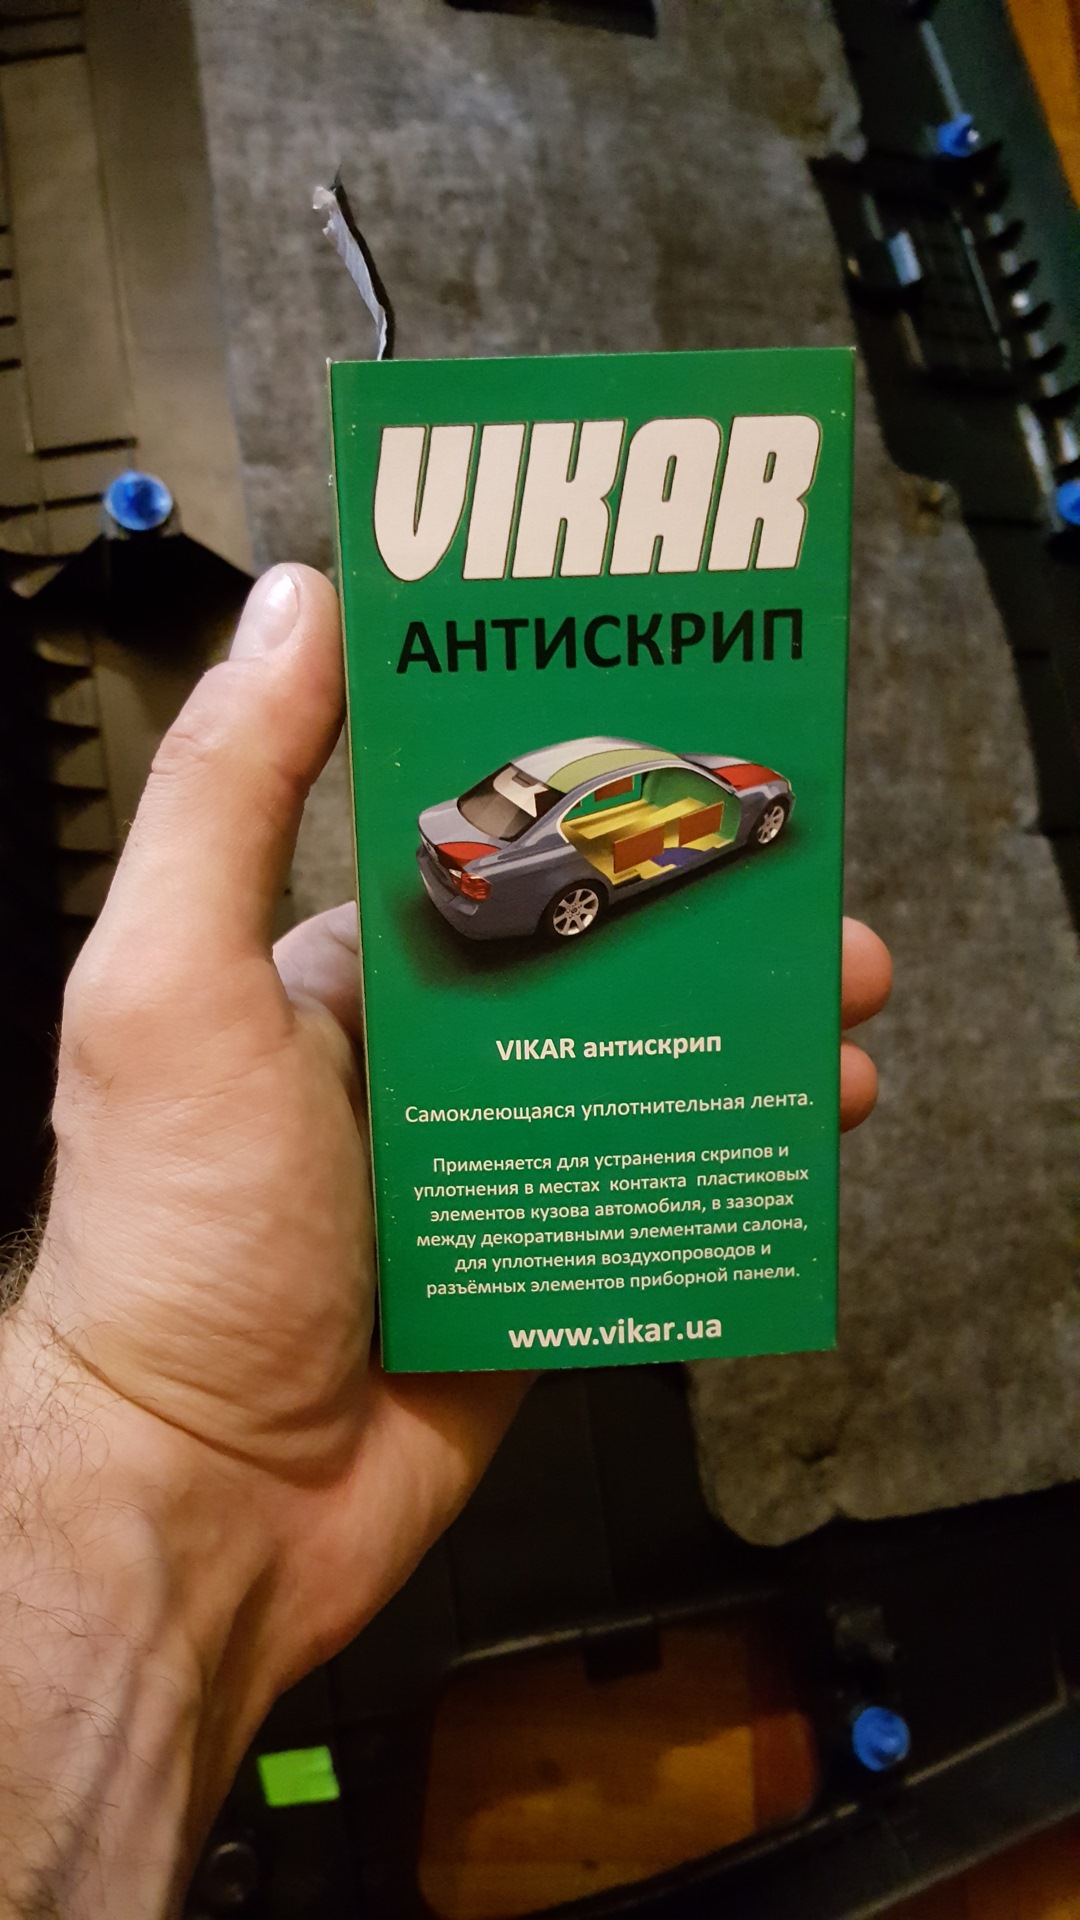 VIKAR
АНТИСКРИП
VIKAR антискрип
Самоклеющаяся уплотнительная лента.
Применяется для устранения скрипов и
уплотнения в местах контакта пластиковых
элементов кузова автомобиля, в зазорах
между декоративными элементами салона,
для уплотнения воздухопроводов и
разъёмных элементов приборной панели.
www.vikar.ua